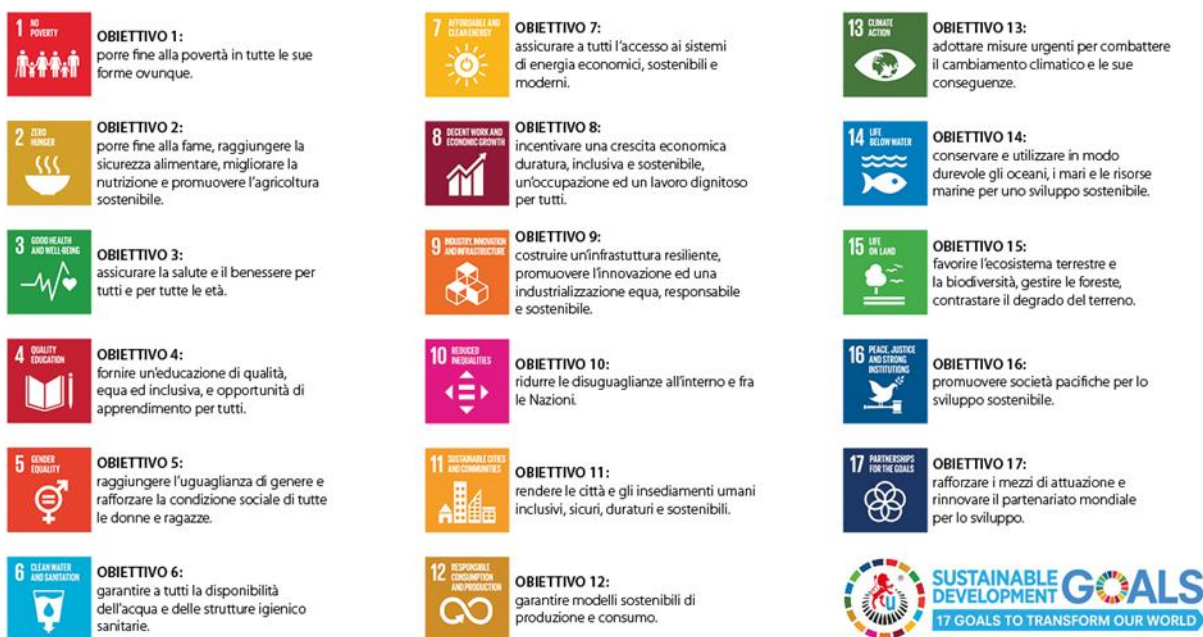 1 NO
POVERTY
OBIETTIVO 1:
porre fine alla povertà in tutte le sue
forme ovunque.
2 ZERO
HUNGER
OBIETTIVO 2:
porre fine alla fame, raggiungere la
sicurezza alimentare, migliorare la
nutrizione e promuovere l'agricoltura
sostenibile.
3 GOOD HEALTH
AND WELL-BEING
OBIETTIVO 3:
assicurare la salute e il benessere per
tutti e per tutte le età.
4 QUALITY
EDUCATION
OBIETTIVO 4:
fornire un'educazione di qualità,
equa ed inclusiva, e opportunità di
apprendimento per tutti.
5 GENDER
EQUALITY
OBIETTIVO 5:
raggiungere l'uguaglianza di genere e
rafforzare la condizione sociale di tutte
le donne e ragazze.
6 CLEAN WATER
AND SANITATION
OBIETTIVO 6:
garantire a tutti la disponibilità
dell'acqua e delle strutture igienico
sanitarie.
7 AFFORDABLE AND
CLEAN ENERGY
OBIETTIVO 7:
assicurare a tutti l'accesso ai sistemi
di energia economici, sostenibili e
moderni.
8 DECENT WORK AND
ECONOMIC GROWTH
OBIETTIVO 8:
incentivare una crescita economica
duratura, inclusiva e sostenibile,
un'occupazione ed un lavoro dignitoso
per tutti.
9 INDUSTRY, INNOVATION
AND INFRASTRUCTURE
OBIETTIVO 9:
costruire un'infrastuttura resiliente,
promuovere l'innovazione ed una
industrializzazione equa, responsabile
e sostenibile.
10 REDUCED
INEQUALITIES
OBIETTIVO 10:
ridurre le disuguaglianze all'interno e fra
le Nazioni.
11 SUSTAINABLE CITIES
AND COMMUNITIES
OBIETTIVO 11:
rendere le città e gli insediamenti umani
inclusivi, sicuri, duraturi e sostenibili.
12 RESPONSIBLE
CONSUMPTION
AND PRODUCTION
OBIETTIVO 12:
garantire modelli sostenibili di
produzione e consumo.
13 CLIMATE
ACTION
OBIETTIVO 13:
adottare misure urgenti per combattere
il cambiamento climatico e le sue
conseguenze.
14 LIFE
BELOW WATER
OBIETTIVO 14:
conservare e utilizzare in modo
durevole gli oceani, i mari e le risorse
marine per uno sviluppo sostenibile.
15 LIFE
ON LAND
OBIETTIVO 15:
favorire l'ecosistema terrestre e
la biodiversità, gestire le foreste,
contrastare il degrado del terreno.
16 PEACE, JUSTICE
AND STRONG
INSTITUTIONS
OBIETTIVO 16:
promuovere società pacifiche per lo
sviluppo sostenibile.
17 PARTNERSHIPS
FOR THE GOALS
OBIETTIVO 17:
rafforzare i mezzi di attuazione e
rinnovare il partenariato mondiale
per lo sviluppo.
U ®
SUSTAINABLE
DEVELOPMENT GOALS
17 GOALS TO TRANSFORM OUR WORLD